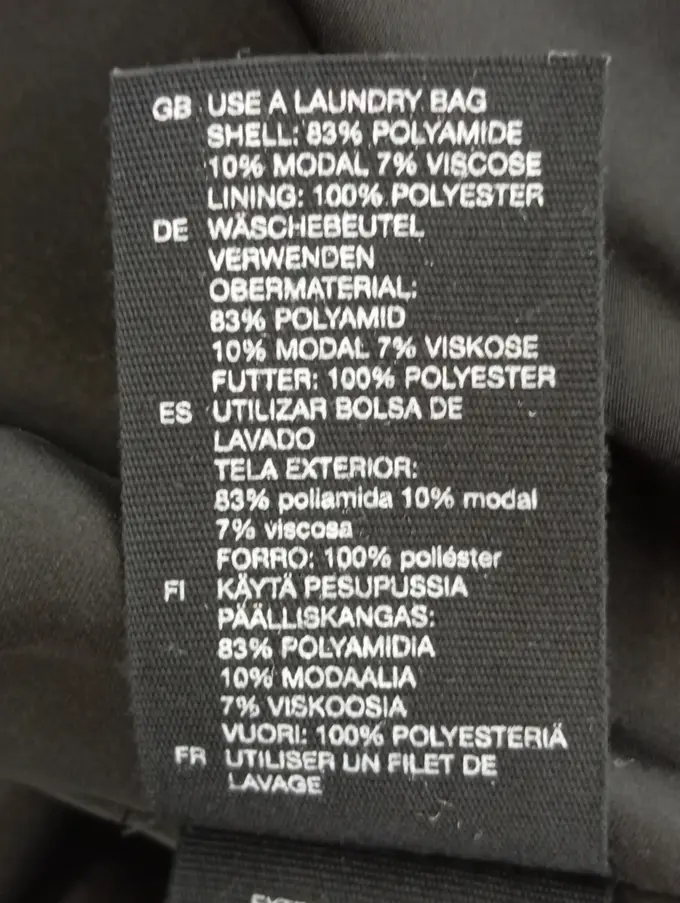 GB USE A LAUNDRY BAG
SHELL: 83% POLYAMIDE
10% MODAL 7% VISCOSE
LINING: 100% POLYESTER
DE WÄSCHEBEUTEL
VERWENDEN
OBERMATERIAL:
83% POLYAMID
10% MODAL 7% VISKOSE
FUTTER: 100% POLYESTER
ES UTILIZAR BOLSA DE
LAVADO
TELA EXTERIOR:
83% poliamida 10% modal
7% viscosa
FORRO: 100% poliéster
FI KÄYTÄ PESUPUSSIA
PÄÄLLISKANGAS:
83% POLYAMIDIA
10% MODAALIA
7% VISKOOSIA
VUORI: 100% POLYESTERIÄ
FR UTILISER UN FILET DE
LAVAGE